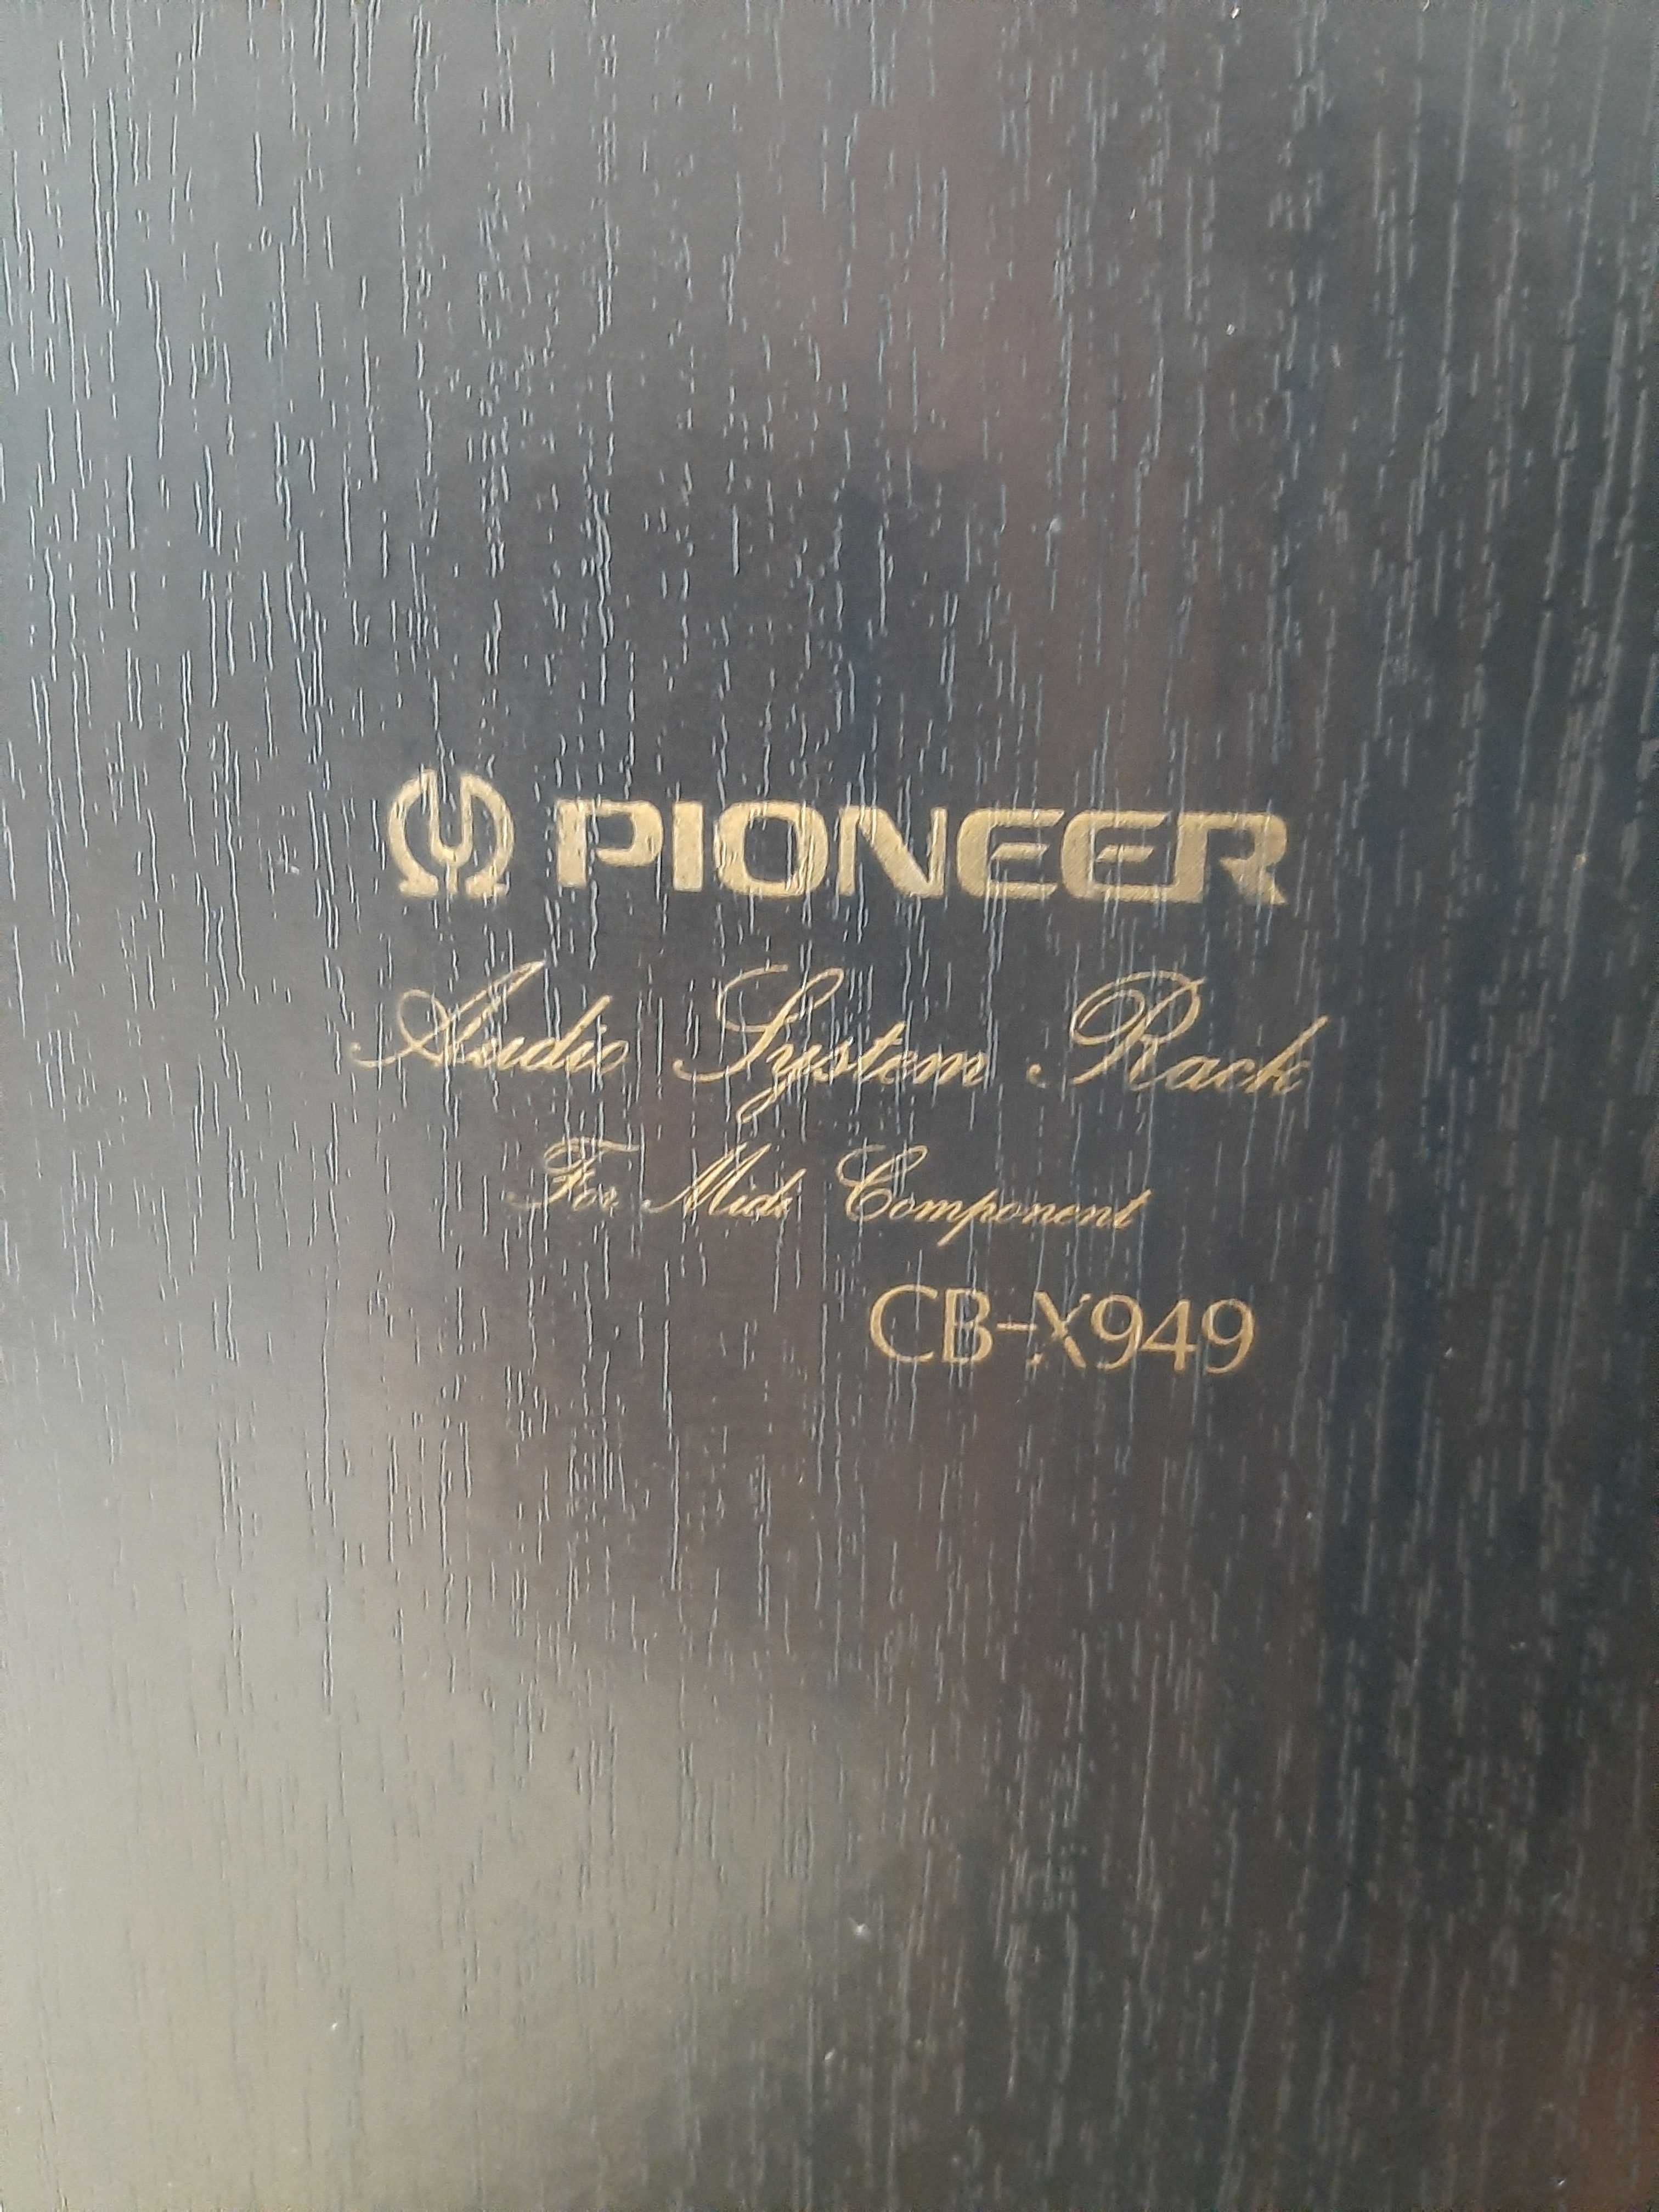 PIONEER
Audio System Rack
For Midi Component
CB-X949